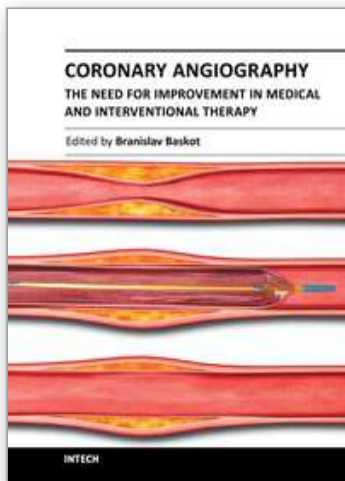 CORONARY ANGIOGRAPHY
THE NEED FOR IMPROVEMENT IN MEDICAL
AND INTERVENTIONAL THERAPY
Edited by Branislav Baskot
INTECH